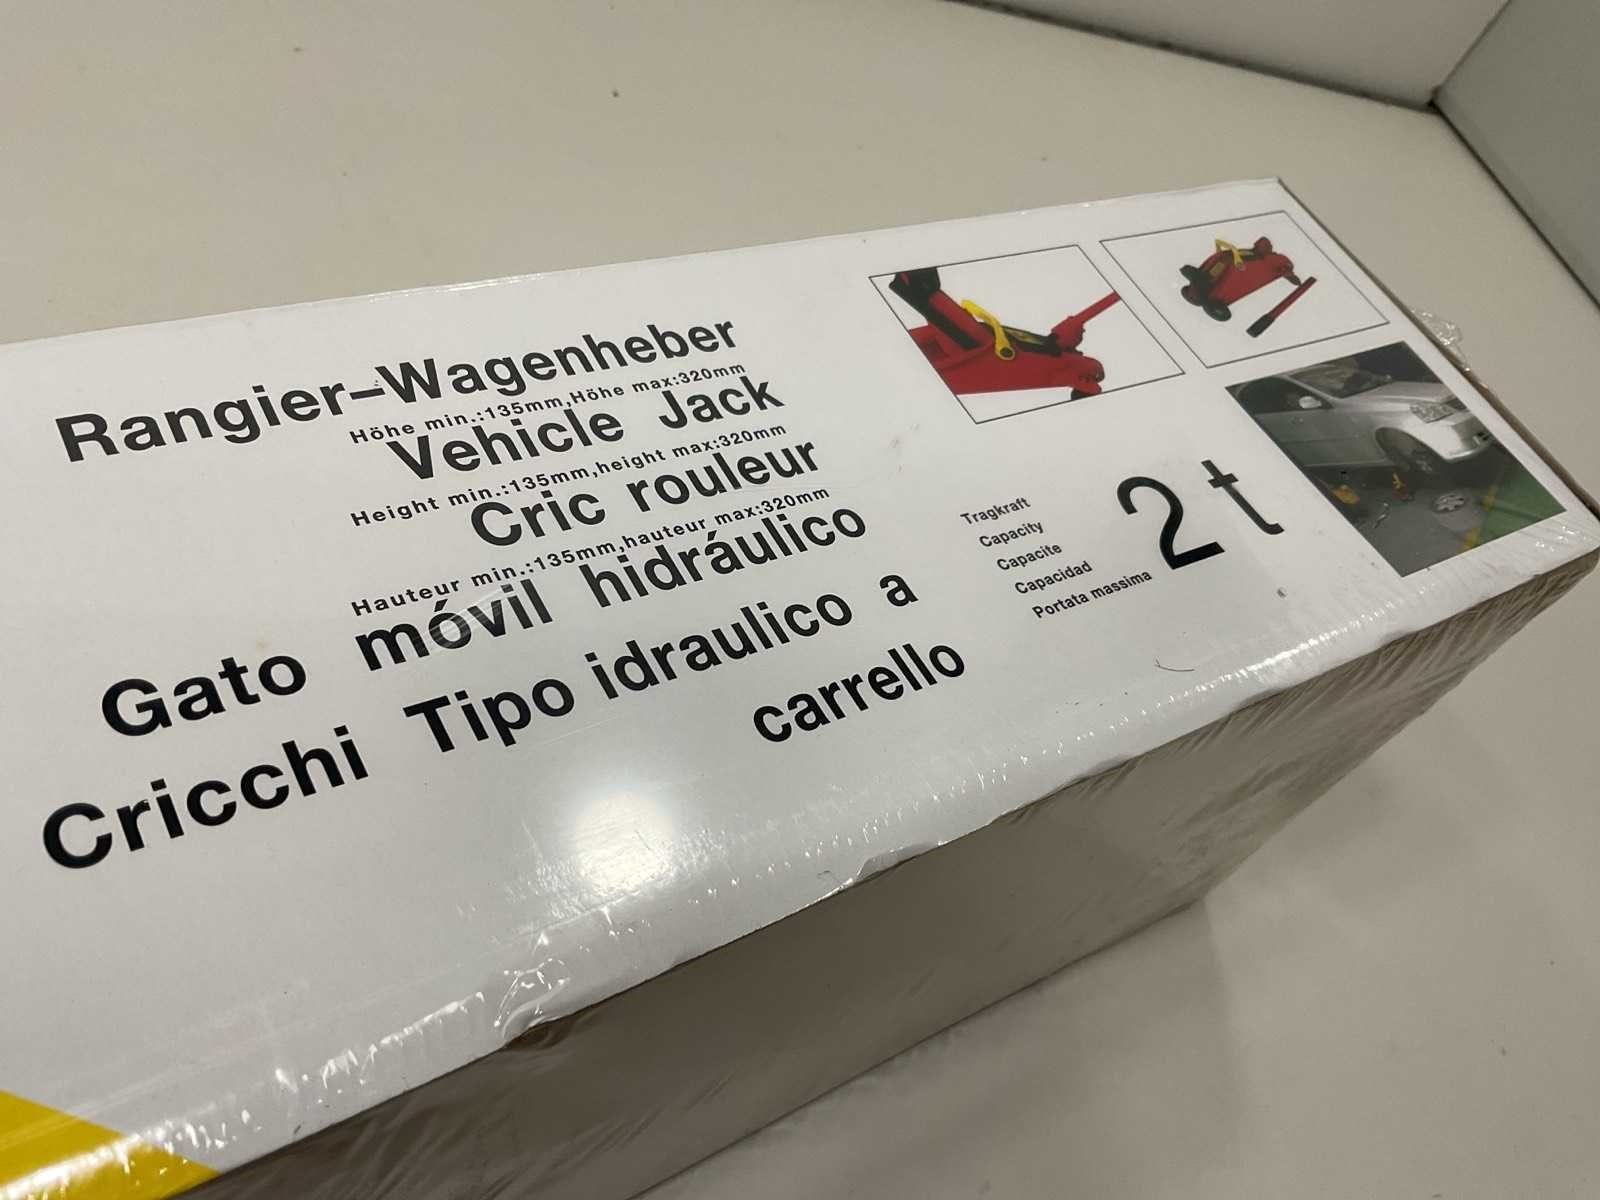 Rangier-Wagenheber
Höhe min.:135mm,Höhe max:320mm
Vehicle Jack
Height min.:135mm,height max:320mm
Cric rouleur
Hauteur min.:135mm,hauteur max:320mm
Gato móvil hidráulico
Cricchi Tipo idraulico a
carrello
Tragkraft
Capacity
Capacite
Capacidad
Portata massima
2t